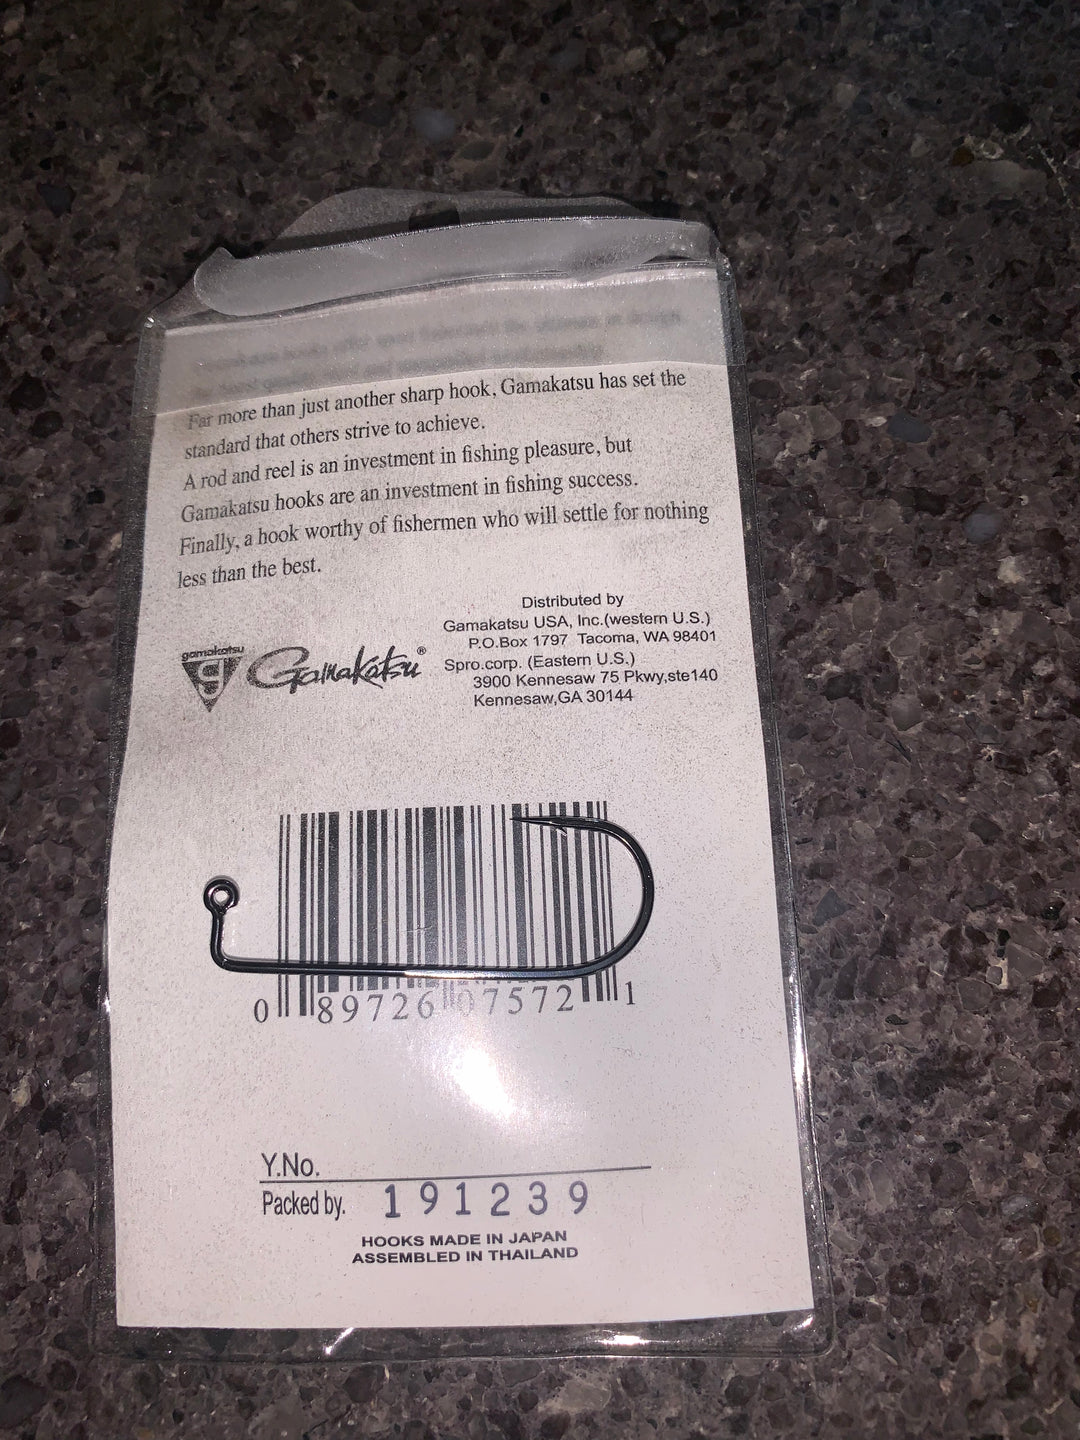 Far more than just another sharp hook, Gamakatsu has set the
standard that others strive to achieve.
A rod and reel is an investment in fishing pleasure, but
Gamakatsu hooks are an investment in fishing success.
Finally, a hook worthy of fishermen who will settle for nothing
less than the best.
Distributed by
Gamakatsu USA, Inc.(western U.S.)
P.O.Box 1797 Tacoma, WA 98401
Spro.corp. (Eastern U.S.)
3900 Kennesaw 75 Pkwy,ste140
Kennesaw,GA 30144
gamakatsu
g
Gamakatsu®
0 89726 07572 1
Y.No.
Packed by. 191239
HOOKS MADE IN JAPAN
ASSEMBLED IN THAILAND